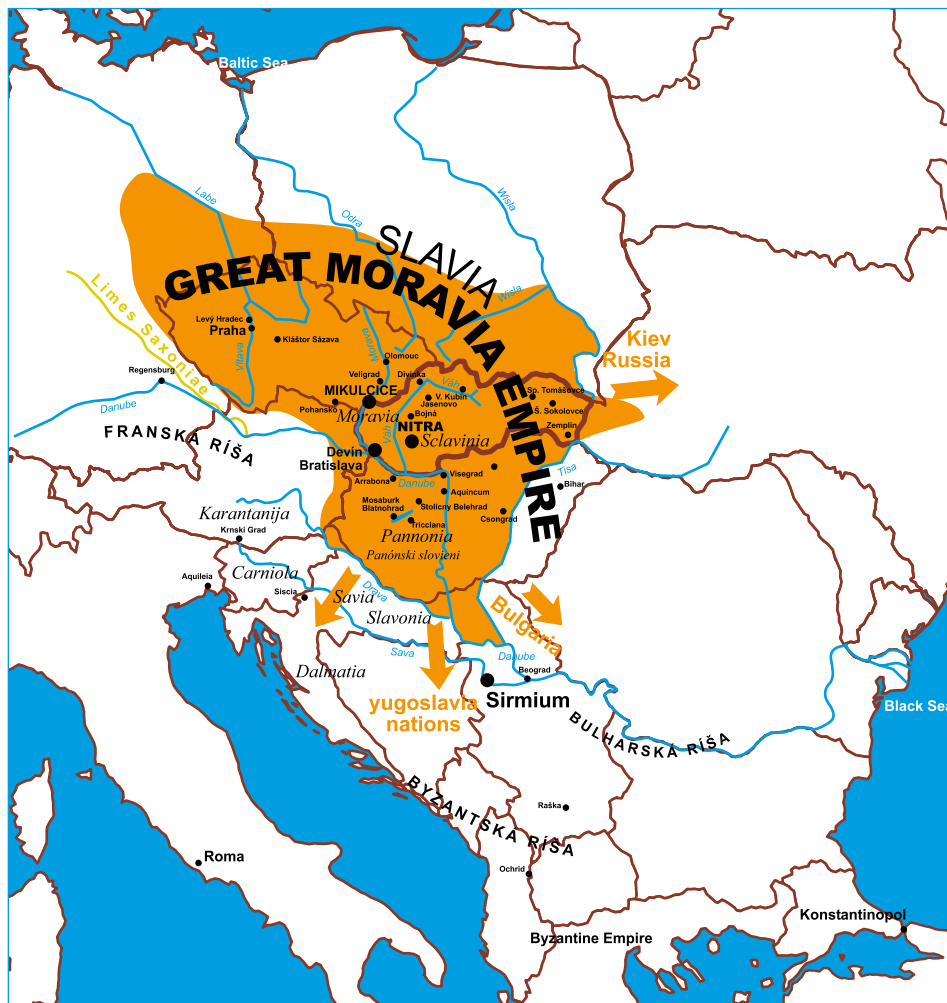 Baltic Sea
Labe
Odra
Wisla
SLAVIA
GREAT MORAVIA EMPIRE
Wisla
Limes Saxoniae
Levý Hradec
Praha
Kláštor Sázava
Vltava
Morava
Olomouc
Kiev
Russia
Regensburg
Veligrad
Divinka
Váh
MIKULČICE
V. Kubín
Jasenovo
Sp. Tomášovce
Š. Sokolovce
Danube
Pohansko
Moravia
Bojná
NITRA
Sclavinia
Zemplin
FRANSKÁ RÍŠA
Váh
Devín
Bratislava
Visegrad
Tisa
Arrabona
Danube
Aquincum
Bihar
Mosaburk
Blatnohrad
Stolicny Belehrad
Csongrad
Karantanija
Tricciana
Krnski Grad
Pannonia
Panónski slovieni
Carniola
Aquileia
Siscia
Savia
Drava
Slavonia
Bulgaria
Sava
Danube
Dalmatia
Beograd
Sirmium
yugoslavia
nations
Black Sea
BULHARSKÁ RÍŠA
BYZANTSKÁ RÍŠA
Raška
Roma
Ochrid
Konstantinopol
Byzantine Empire